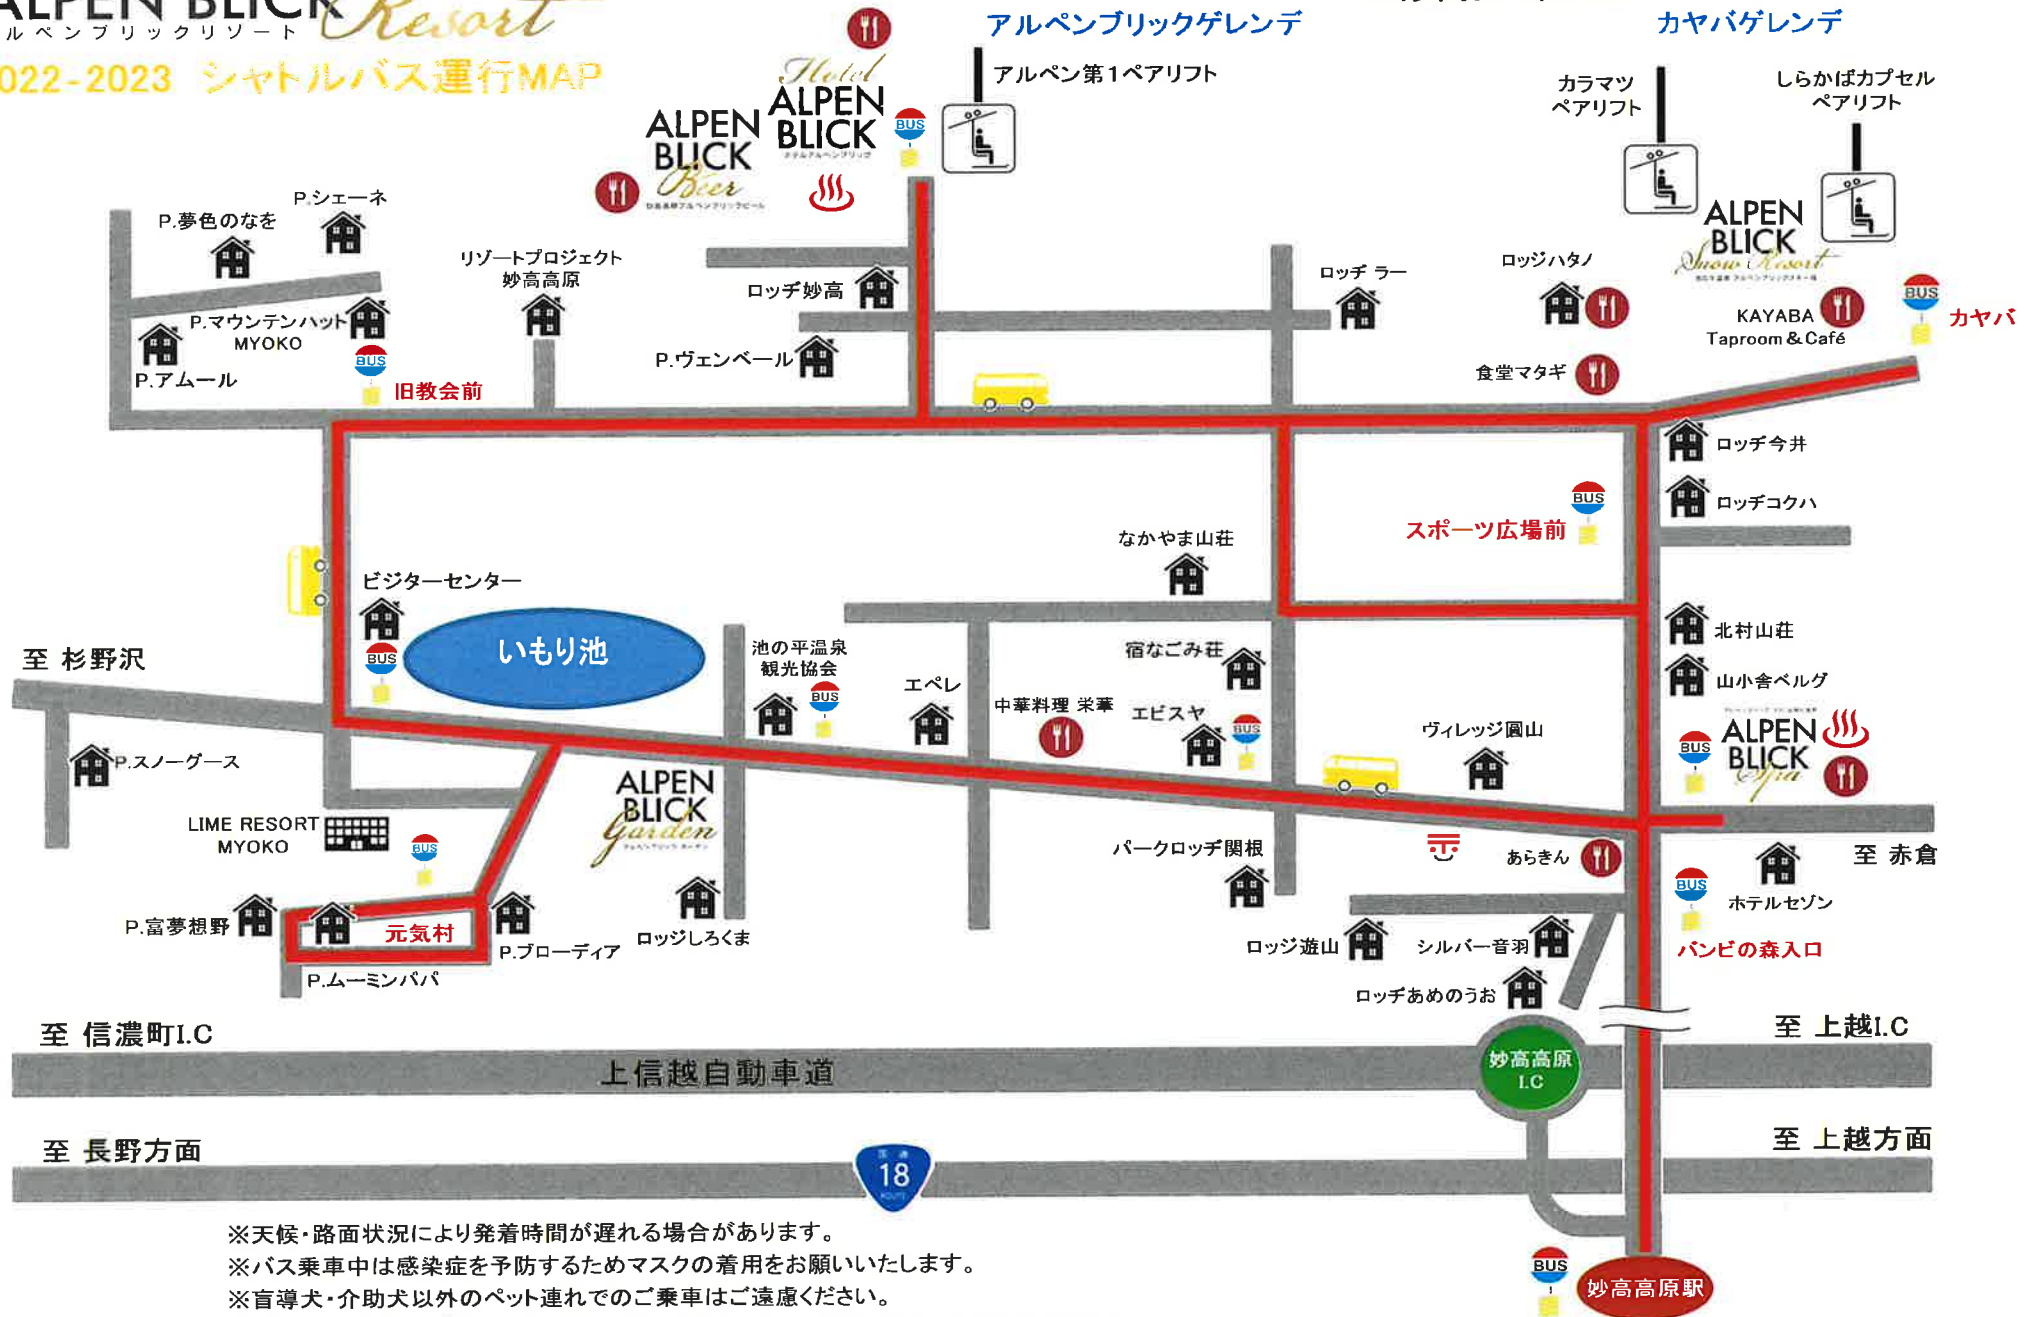 ALPEN BLICK Resort
ルペンブリックリゾート
022-2023 シャトルバス運行MAP
アルペンブリックゲレンデ
カヤバゲレンデ
アルペン第1ペアリフト
カラマツ
ペアリフト
しらかばカプセル
ペアリフト
Hotel
ALPEN
BLICK
ホテルアルペンブリック
BUS
ALPEN
BLICK
Beer
ALPEN
BLICK
Snow Resort
P.シェーネ
P.夢色のなを
リゾートプロジェクト
妙高高原
ロッヂ妙高
ロッヂ ラー
ロッジハタノ
P.マウンテンハット
MYOKO
P.アムール
BUS
旧教会前
P.ヴェンベール
KAYABA
Taproom & Café
BUS
カヤバ
食堂マタギ
ロッヂ今井
ロッヂコクハ
BUS
スポーツ広場前
なかやま山荘
ビジターセンター
BUS
いもり池
至 杉野沢
池の平温泉
観光協会
BUS
エペレ
中華料理 栄華
宿なごみ荘
エビスヤ
BUS
ヴィレッジ圓山
北村山荘
山小舎ベルグ
BUS
ALPEN
BLICK
Spa
P.スノーグース
ALPEN
BLICK
Garden
LIME RESORT
MYOKO
BUS
パークロッヂ関根
あらきん
至 赤倉
P.富夢想野
元気村
P.ブローディア
P.ムーミンパパ
ロッジしろくま
ロッジ遊山
シルバー音羽
ロッヂあめのうお
BUS
ホテルセゾン
バンビの森入口
至 信濃町I.C
上信越自動車道
妙高高原
I.C
至 上越I.C
至 長野方面
18
ROUTE
至 上越方面
※天候・路面状況により発着時間が遅れる場合があります。
※バス乗車中は感染症を予防するためマスクの着用をお願いいたします。
※盲導犬・介助犬以外のペット連れでのご乗車はご遠慮ください。
BUS
妙高高原駅